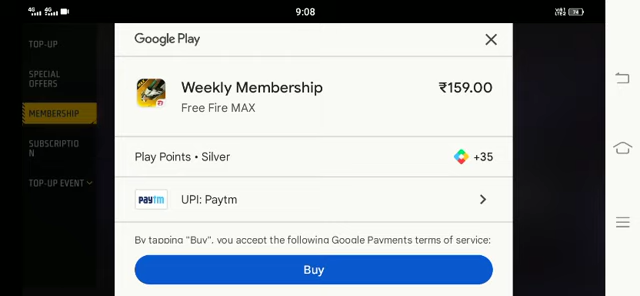 9:08
TOP-UP
Google Play
SPECIAL
OFFERS
Weekly Membership
₹159.00
Free Fire MAX
MEMBERSHIP
SUBSCRIPTIO
N
Play Points • Silver
+35
TOP-UP EVENT
paytm
UPI: Paytm
By tapping "Buy", you accept the following Google Payments terms of service:
Buy